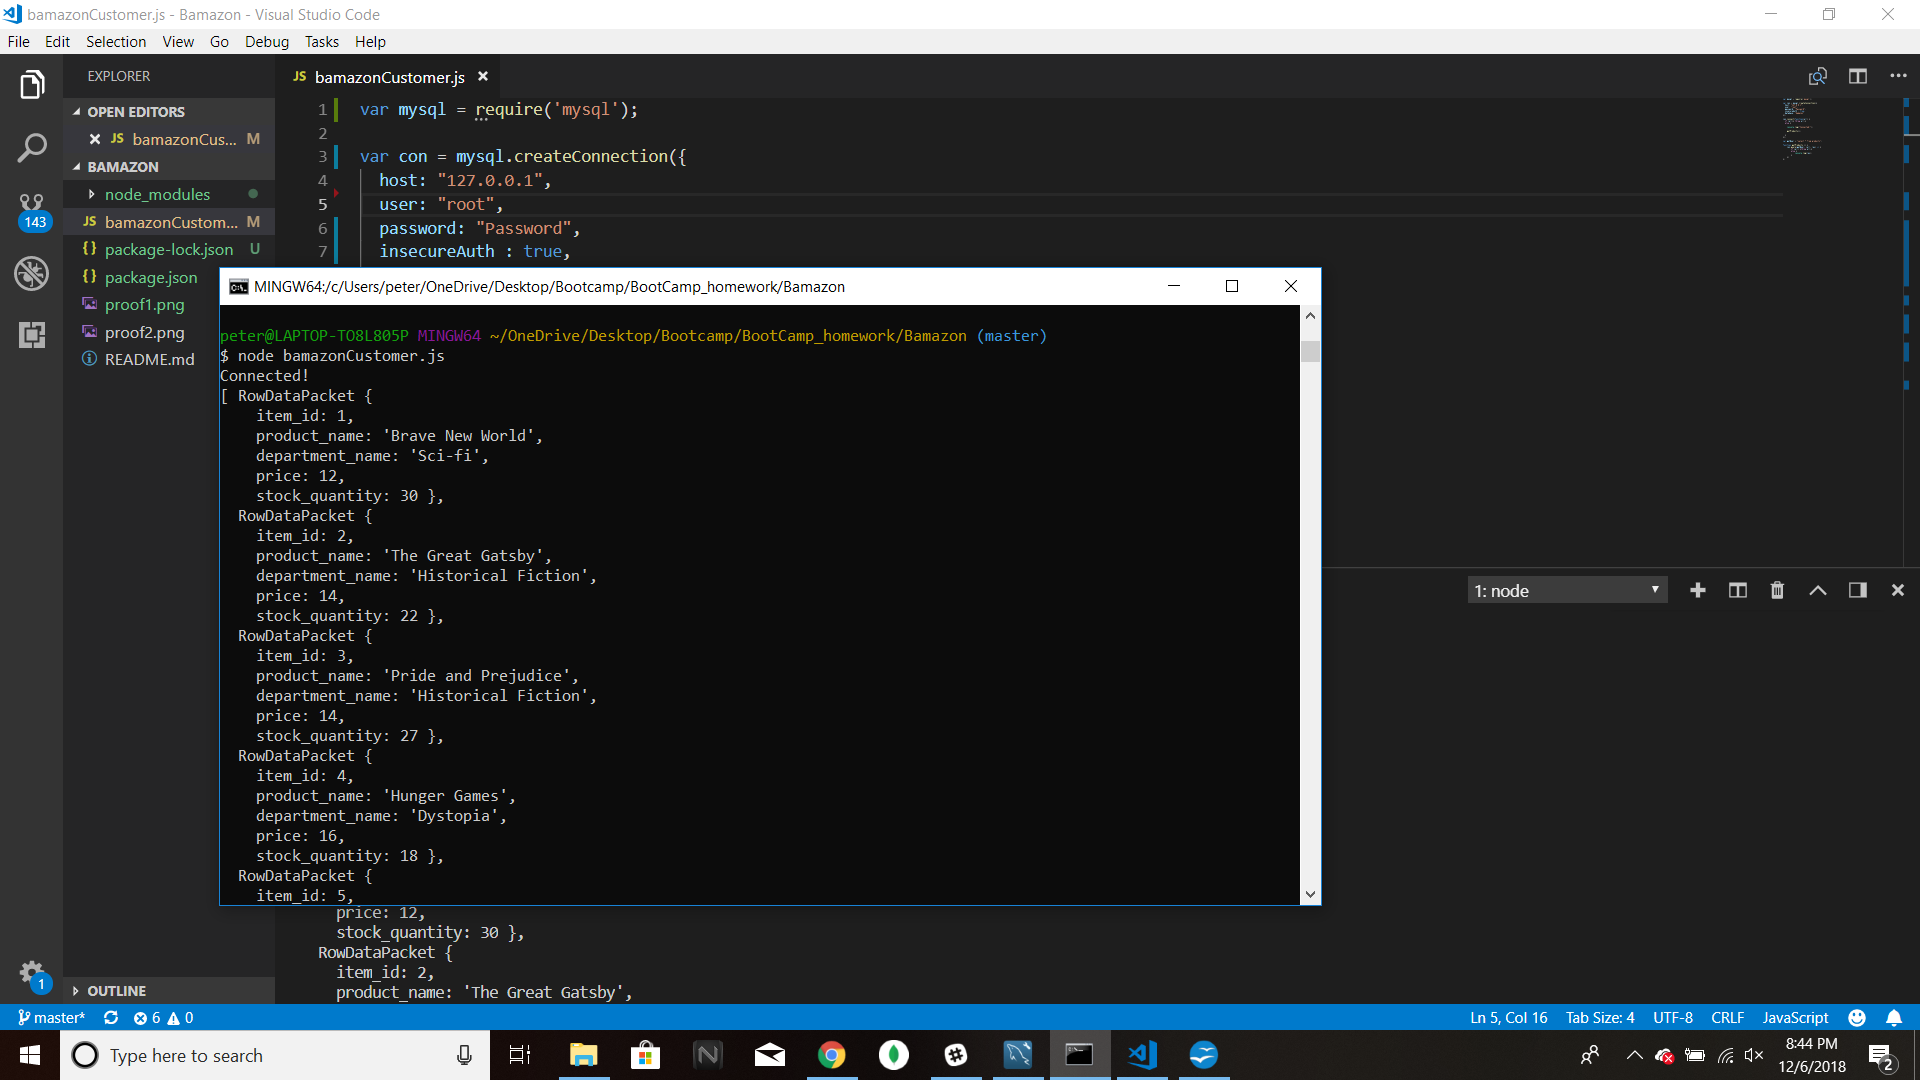 bamazonCustomer.js - Bamazon - Visual Studio Code
File Edit Selection View Go Debug Tasks Help
EXPLORER
OPEN EDITORS
JS bamazonCus... M
BAMAZON
node_modules
JS bamazonCustom... M
{} package-lock.json U
{} package.json
proof1.png
proof2.png
README.md
143
1
OUTLINE
JS bamazonCustomer.js
1 var mysql = require('mysql');
2
3 var con = mysql.createConnection({
4 host: "127.0.0.1",
5 user: "root",
6 password: "Password",
7 insecureAuth : true,
MINGW64:/c/Users/peter/OneDrive/Desktop/Bootcamp/BootCamp_homework/Bamazon
peter@LAPTOP-TO8L805P MINGW64 ~/OneDrive/Desktop/Bootcamp/BootCamp_homework/Bamazon (master)
$ node bamazonCustomer.js
Connected!
[ RowDataPacket {
item_id: 1,
product_name: 'Brave New World',
department_name: 'Sci-fi',
price: 12,
stock_quantity: 30 },
RowDataPacket {
item_id: 2,
product_name: 'The Great Gatsby',
department_name: 'Historical Fiction',
price: 14,
stock_quantity: 22 },
RowDataPacket {
item_id: 3,
product_name: 'Pride and Prejudice',
department_name: 'Historical Fiction',
price: 14,
stock_quantity: 27 },
RowDataPacket {
item_id: 4,
product_name: 'Hunger Games',
department_name: 'Dystopia',
price: 16,
stock_quantity: 18 },
RowDataPacket {
item_id: 5,
1: node
price: 12,
stock_quantity: 30 },
RowDataPacket {
item_id: 2,
product_name: 'The Great Gatsby',
master* 6 0
Ln 5, Col 16 Tab Size: 4 UTF-8 CRLF JavaScript
Type here to search
8:44 PM
12/6/2018
2